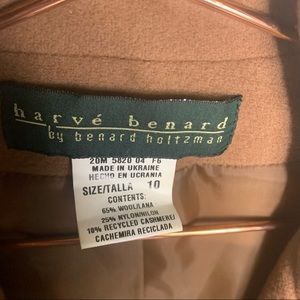 harvé benard
by benard holtzman
20M 5820 04 F6
MADE IN UKRAINE
HECHO EN UCRANIA
SIZE/TALLA 10
CONTENTS:
65% WOOL/LANA
25% NYLON/NILON
10% RECYCLED CASHMERE/
CACHEMIRA RECICLADA